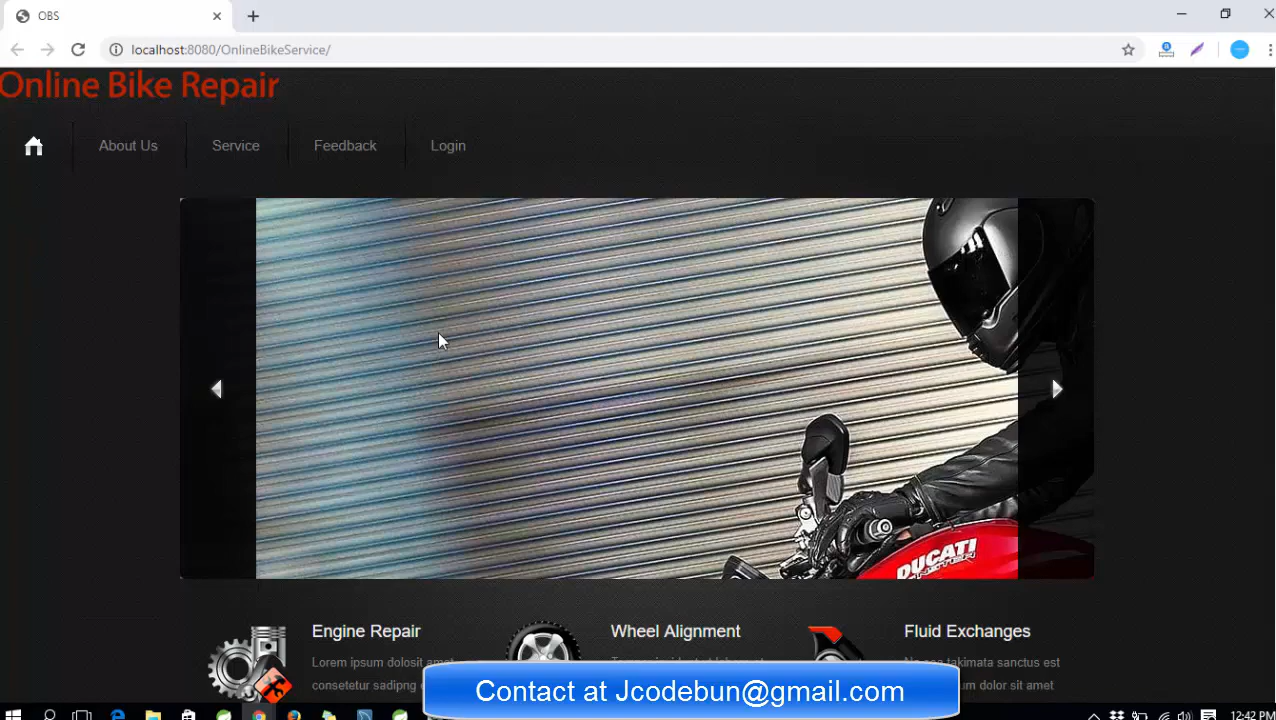 OBS
localhost:8080/OnlineBikeService/
Online Bike Repair
About Us
Service
Feedback
Login
DUCATI
Engine Repair
Wheel Alignment
Fluid Exchanges
Lorem ipsum dolosit amet
takimata sanctus est
consetetur sadipng
dolor sit amet
Contact at Jcodebun@gmail.com
12:42 PM